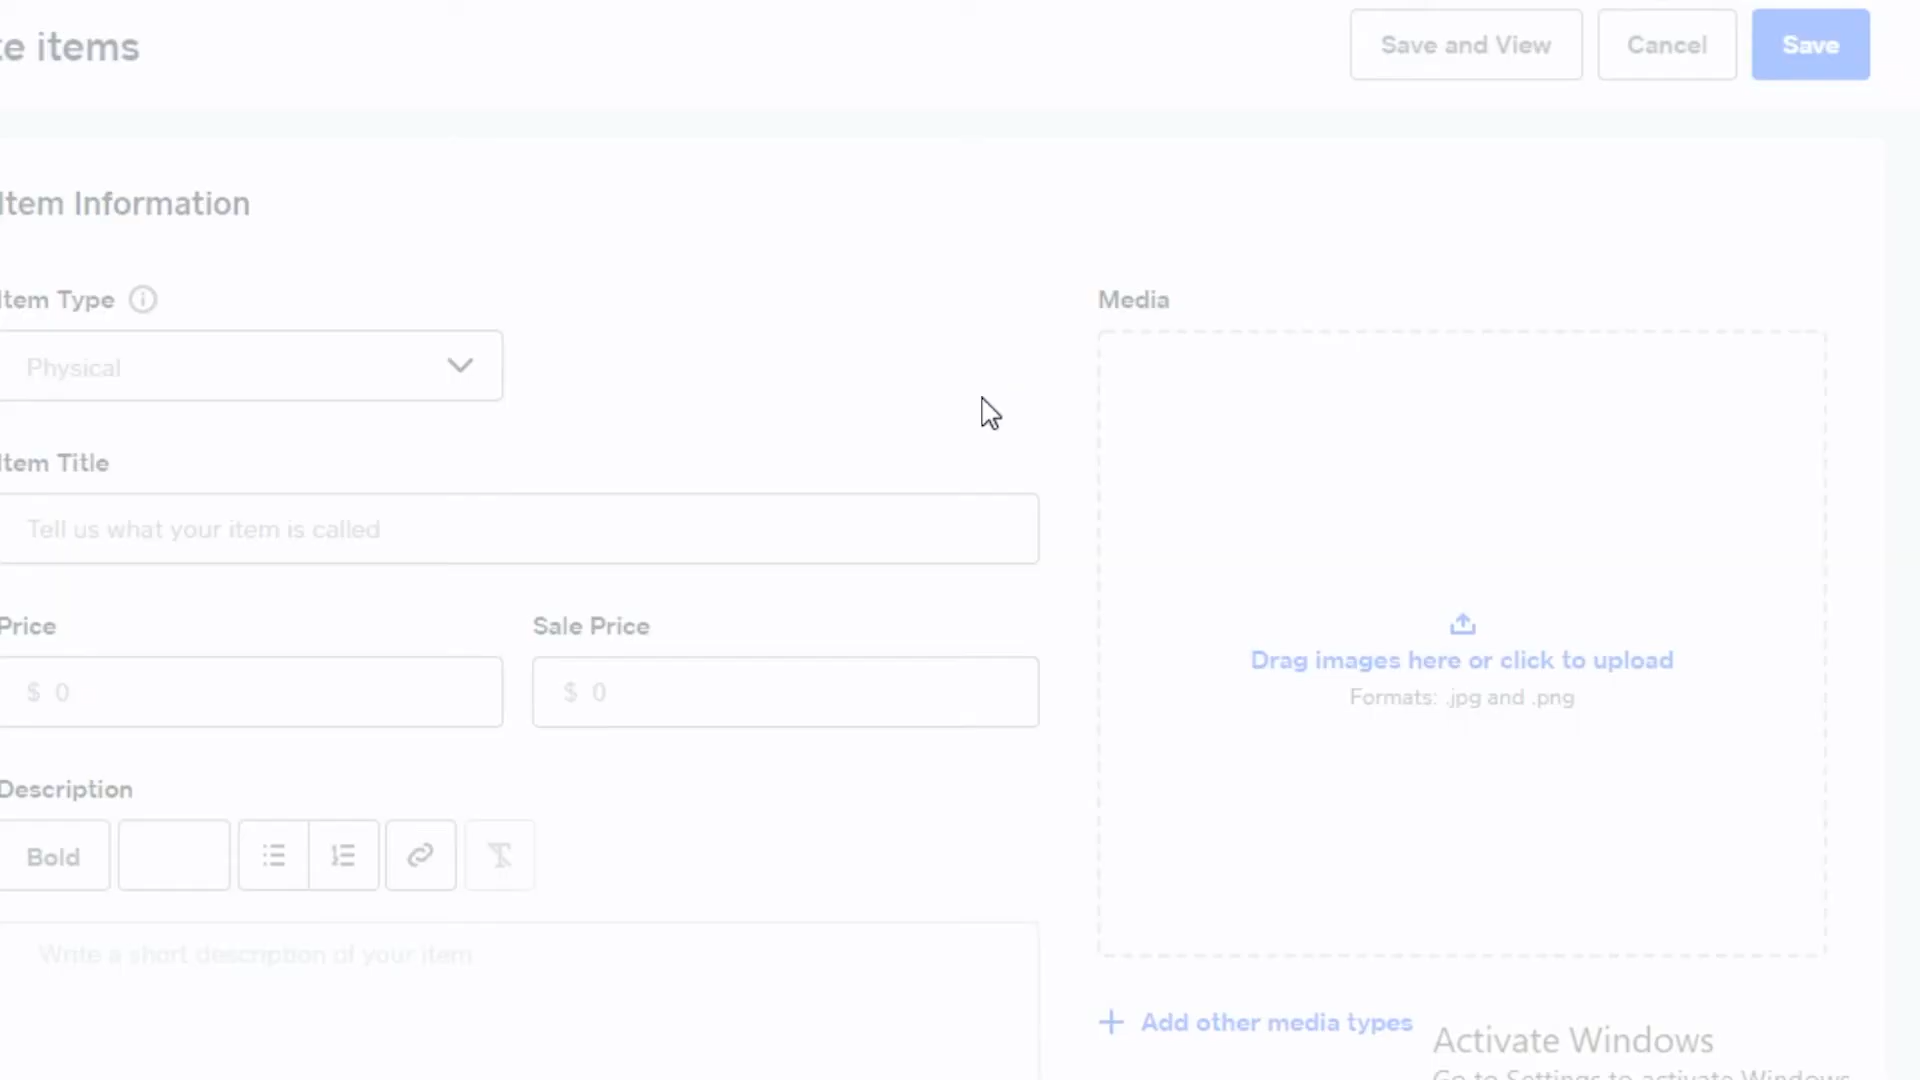 te items
Save and View
Cancel
Save
Item Information
Item Type
Physical
Item Title
Tell us what your item is called
Price
Sale Price
$ 0
$ 0
Description
Bold
Write a short description of your item
Media
Drag images here or click to upload
Formats: .jpg and .png
Add other media types
Activate Windows
Go to Settings to activate Windows